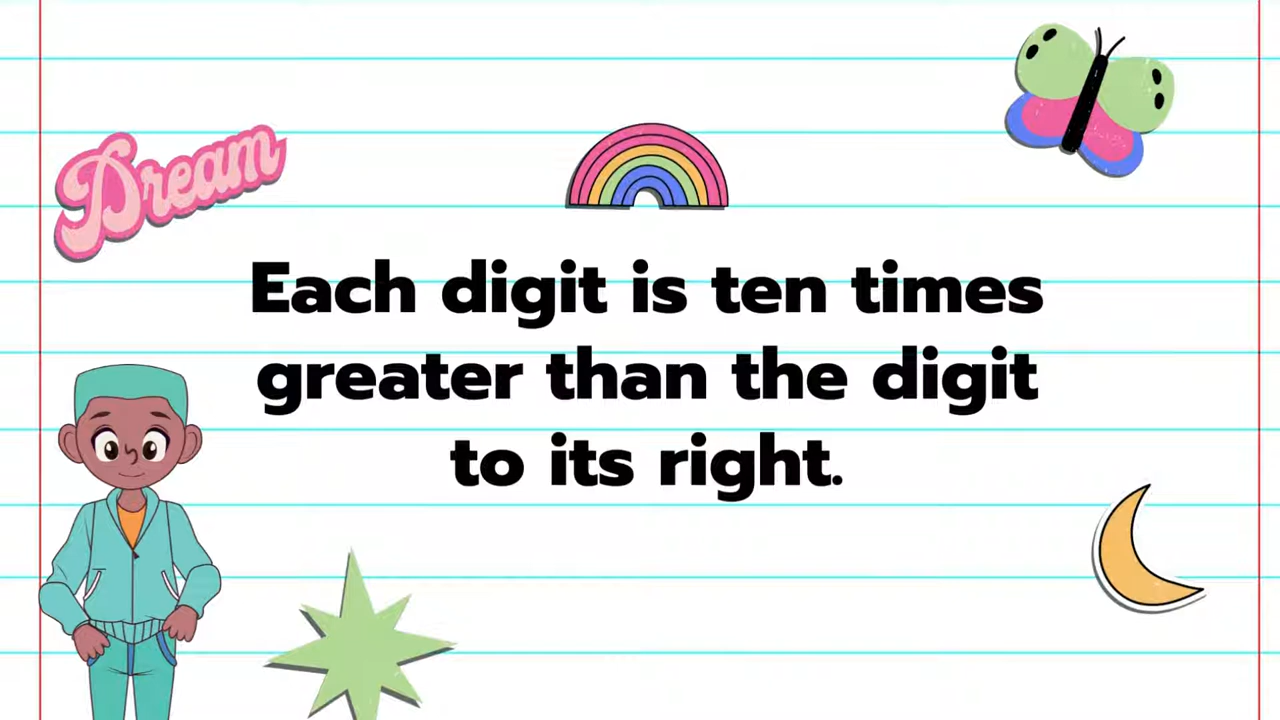 Dream
Each digit is ten times
greater than the digit
to its right.